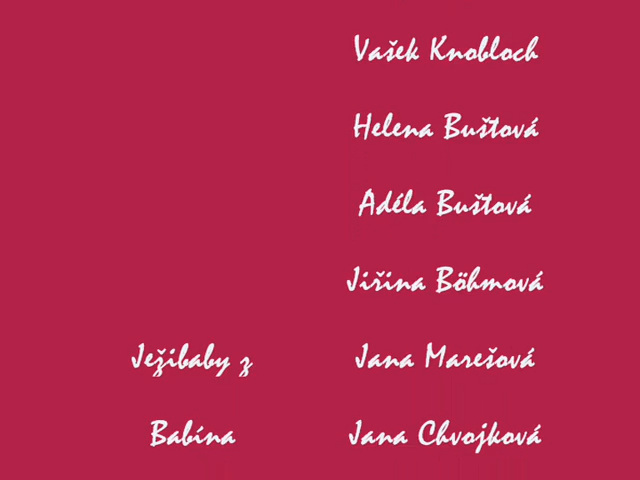 Vašek Knobloch
Helena Buštová
Adéla Buštová
Jiřina Böhmová
Ježibaby z Jana Marešová
Babína Jana Chvojková